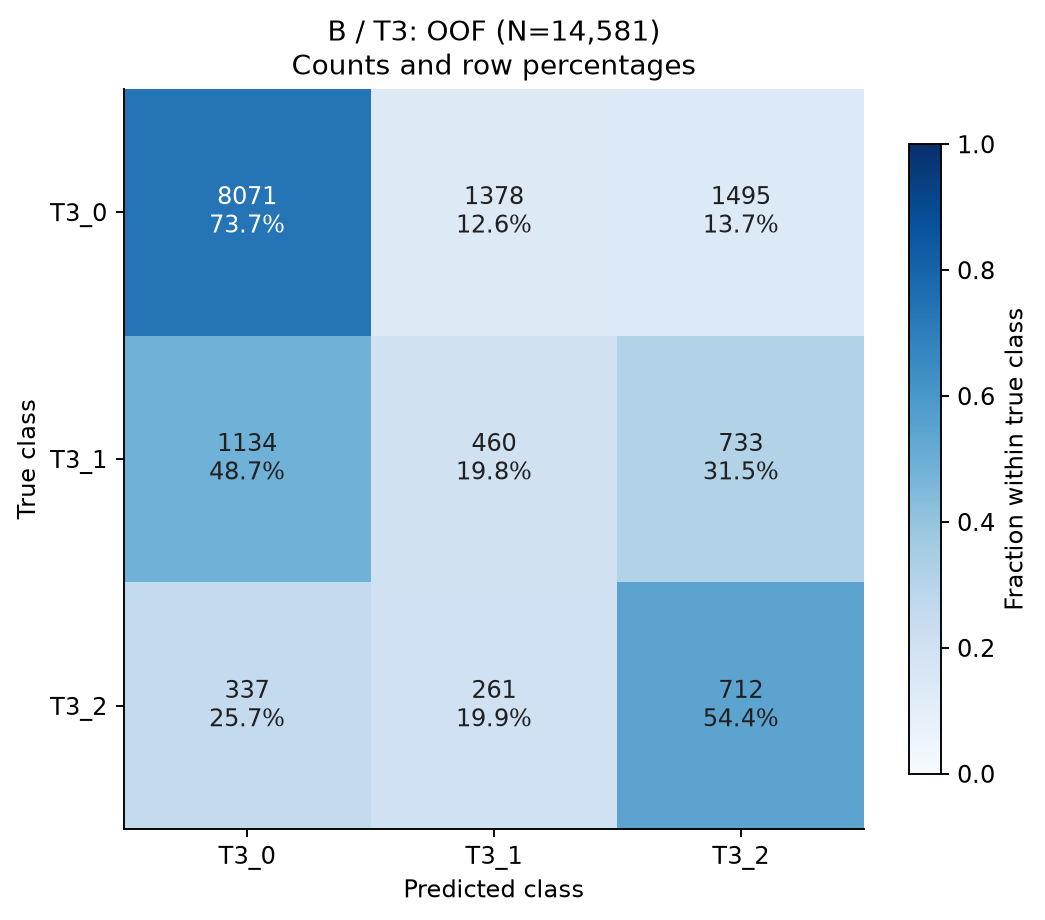 B / T3: OOF (N=14,581)
Counts and row percentages
True class
T3_0
T3_1
T3_2
8071
73.7%
1378
12.6%
1495
13.7%
1134
48.7%
460
19.8%
733
31.5%
337
25.7%
261
19.9%
712
54.4%
T3_0
T3_1
T3_2
Predicted class
1.0
0.8
0.6
0.4
0.2
0.0
Fraction within true class